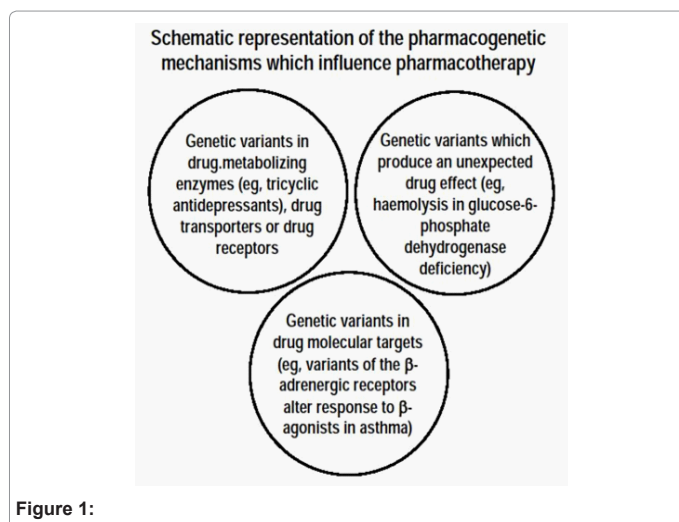 Schematic representation of the pharmacogenetic
mechanisms which influence pharmacotherapy
Genetic variants in
drug.metabolizing
enzymes (eg, tricyclic
antidepressants), drug
transporters or drug
receptors
Genetic variants which
produce an unexpected
drug effect (eg,
haemolysis in glucose-6-
phosphate
dehydrogenase
deficiency)
Genetic variants in
drug molecular targets
(eg, variants of the β-
adrenergic receptors
alter response to β-
agonists in asthma)
Figure 1: